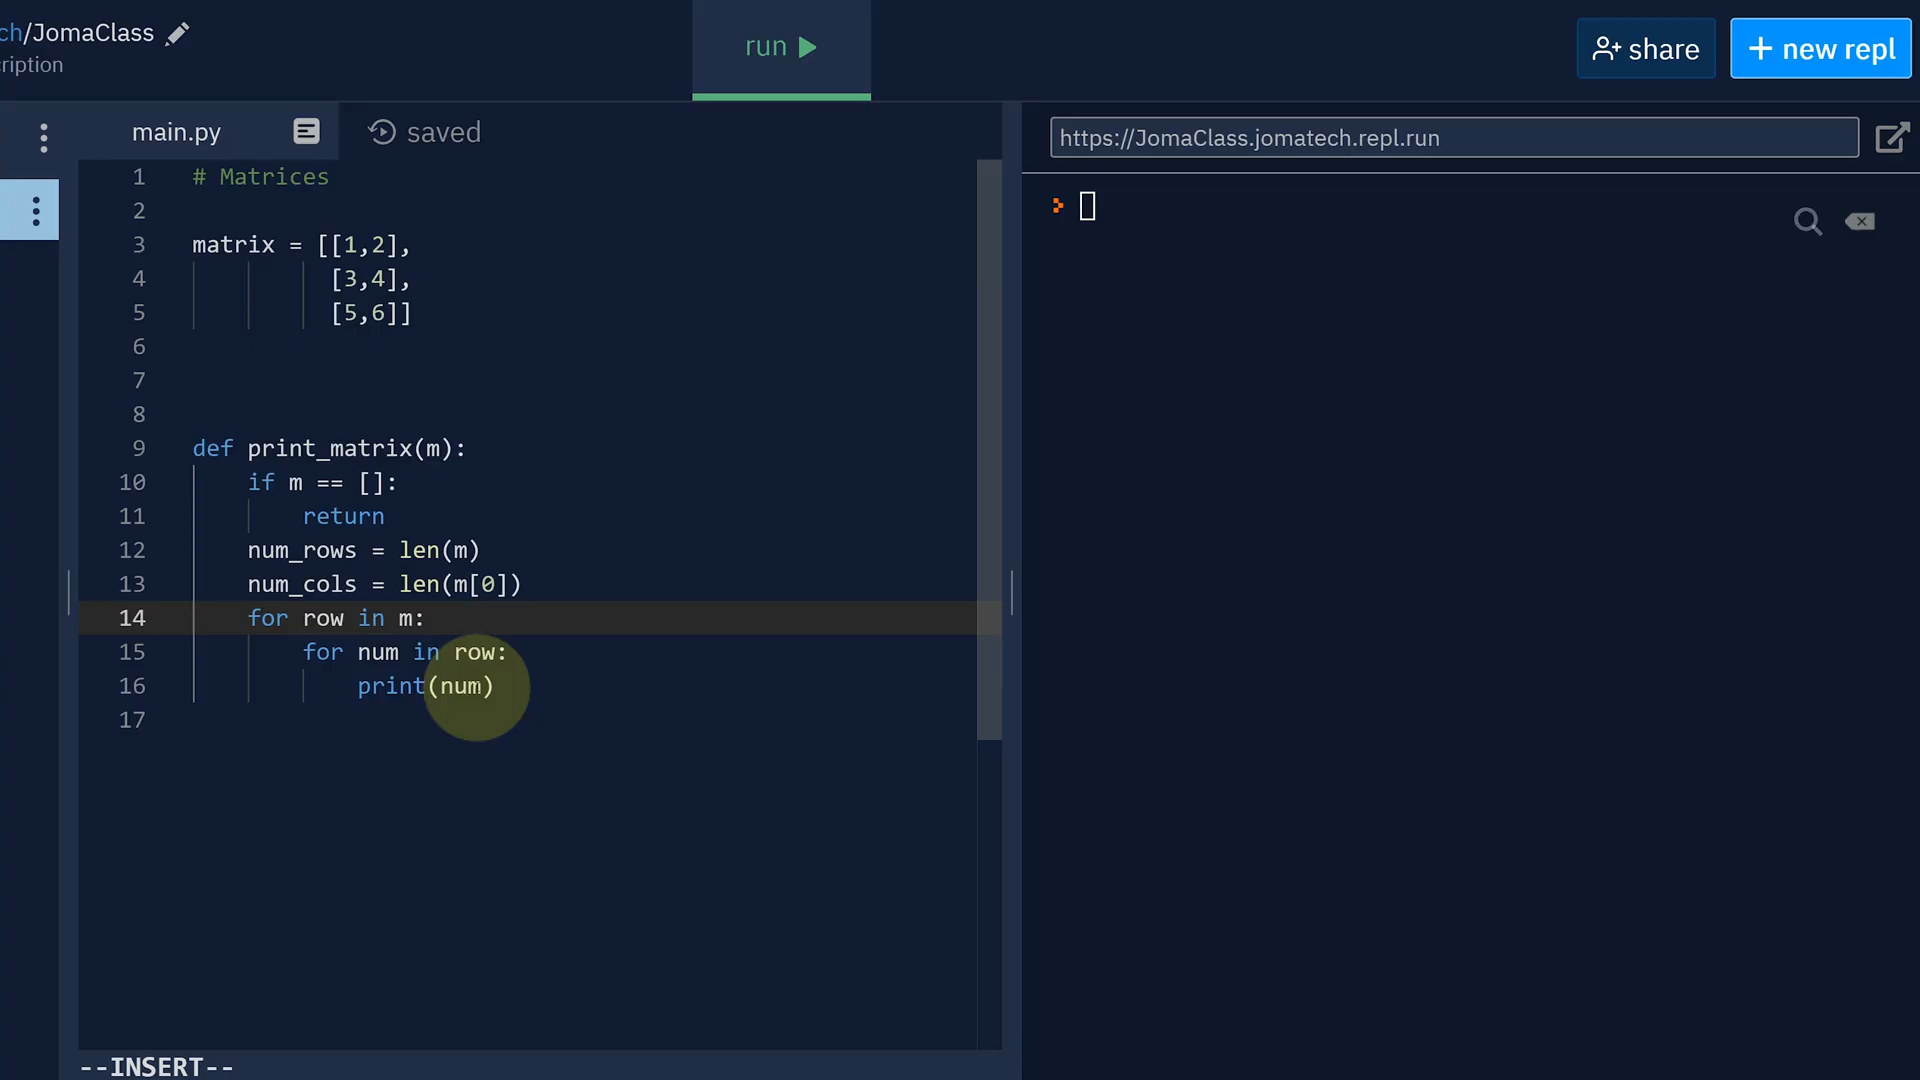 ch/JomaClass
ription
run
share
+ new repl
main.py
saved
https://JomaClass.jomatech.repl.run
1 # Matrices
2
3 matrix = [[1,2],
4 [3,4],
5 [5,6]]
6
7
8
9 def print_matrix(m):
10 if m == []:
11 return
12 num_rows = len(m)
13 num_cols = len(m[0])
14 for row in m:
15 for num in row:
16 print(num)
17
--INSERT--